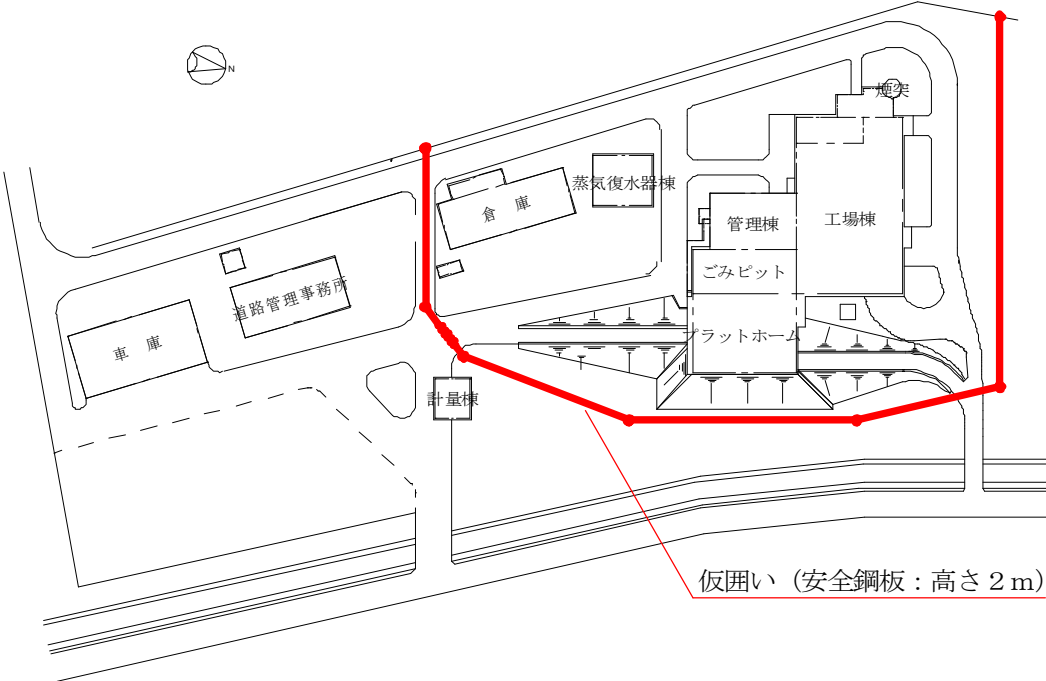 N
煙突
蒸気復水器棟
倉 庫
管理棟
工場棟
ごみピット
道路管理事務所
プラットホーム
車 庫
計量棟
仮囲い（安全鋼板：高さ２ｍ）